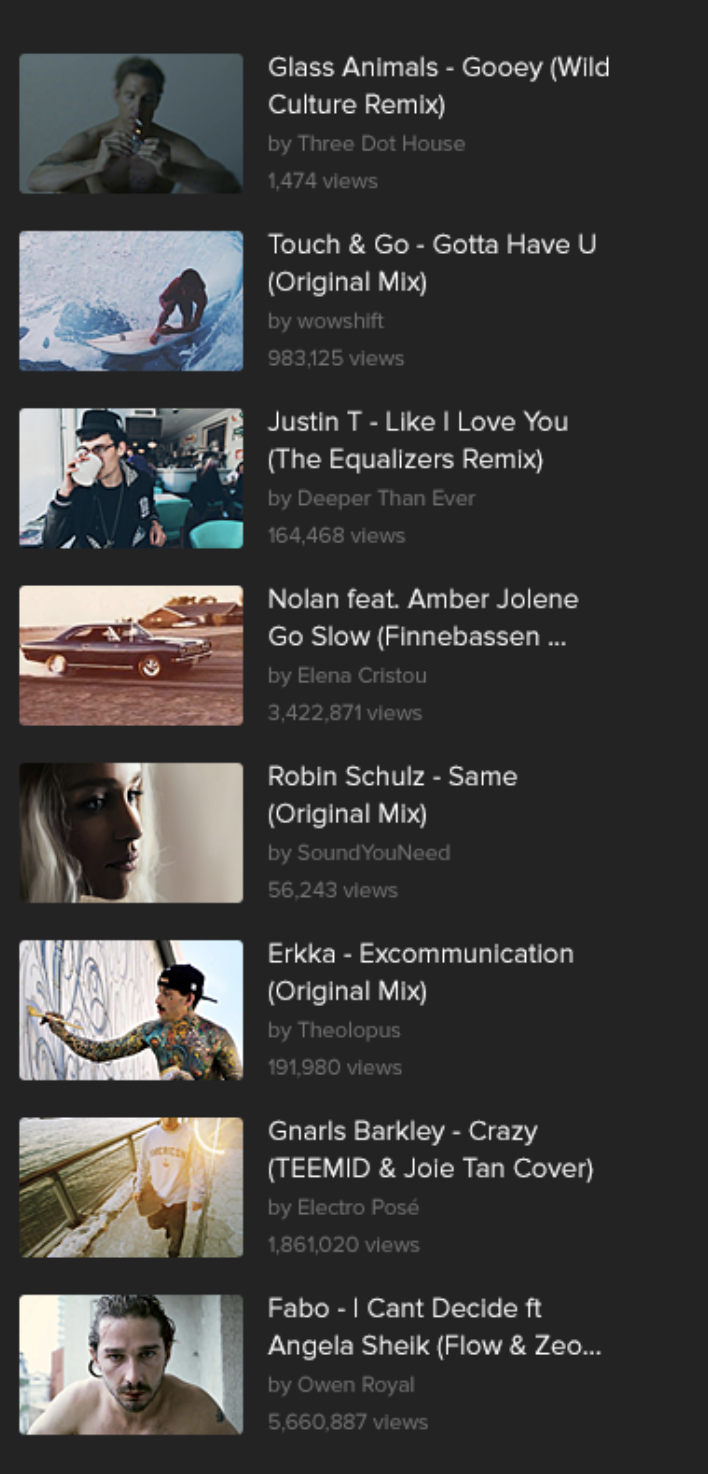 Glass Animals - Gooey (Wild
Culture Remix)
by Three Dot House
1,474 views
Touch & Go - Gotta Have U
(Original Mix)
by wowshift
983,125 views
Justin T - Like I Love You
(The Equalizers Remix)
by Deeper Than Ever
164,468 views
Nolan feat. Amber Jolene
Go Slow (Finnebassen ...
by Elena Cristou
3,422,871 views
Robin Schulz - Same
(Original Mix)
by SoundYouNeed
56,243 views
Erkka - Excommunication
(Original Mix)
by Theolopus
191,980 views
Gnarls Barkley - Crazy
(TEEMID & Joie Tan Cover)
by Electro Posé
1,861,020 views
Fabo - I Cant Decide ft
Angela Sheik (Flow & Zeo...
by Owen Royal
5,660,887 views